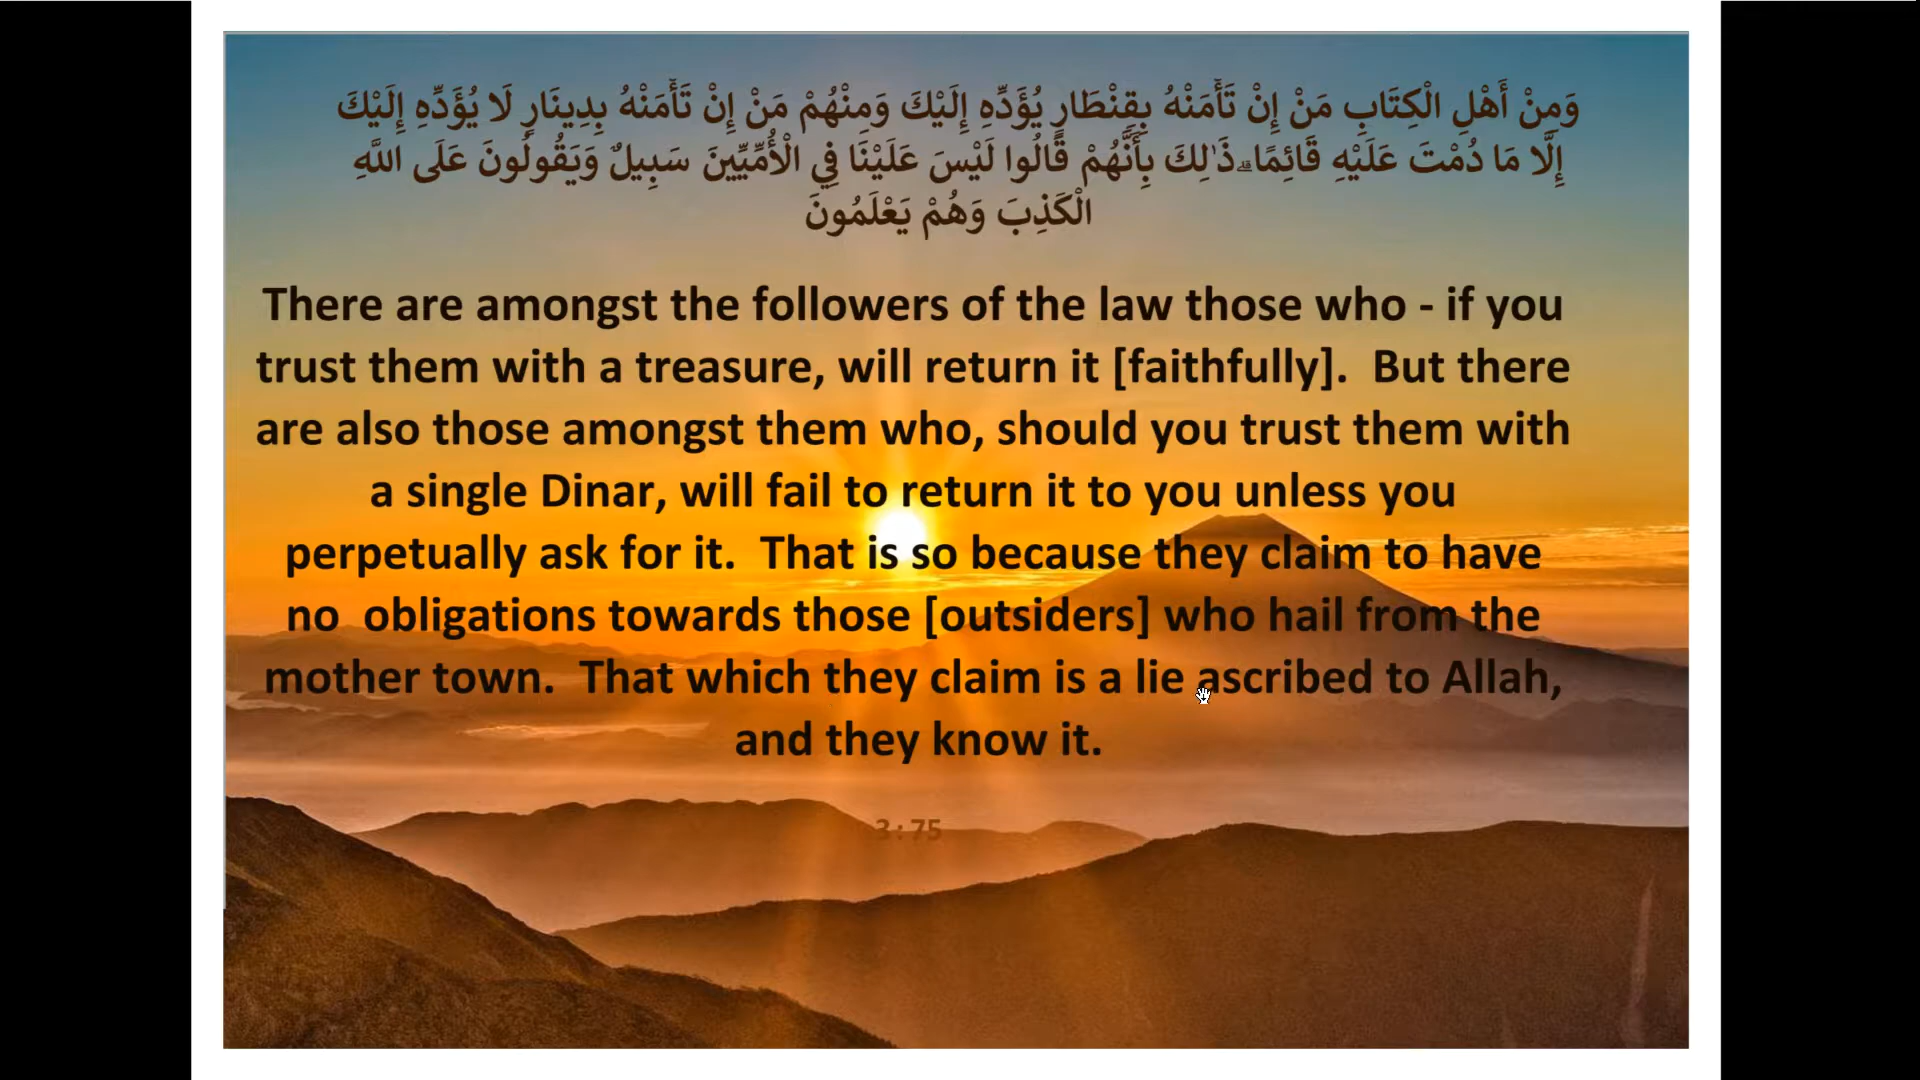 وَمِنْ أَهْلِ الْكِتَابِ مَنْ إِنْ تَأْمَنْهُ بِقِنْطَارٍ يُؤَدِّهِ إِلَيْكَ وَمِنْهُمْ مَنْ إِنْ تَأْمَنْهُ بِدِينَارٍ لَا يُؤَدِّهِ إِلَيْكَ
إِلَّا مَا دُمْتَ عَلَيْهِ قَائِمًا ۗ ذَٰلِكَ بِأَنَّهُمْ قَالُوا لَيْسَ عَلَيْنَا فِي الْأُمِّيِّينَ سَبِيلٌ وَيَقُولُونَ عَلَى اللَّهِ
الْكَذِبَ وَهُمْ يَعْلَمُونَ
There are amongst the followers of the law those who - if you
trust them with a treasure, will return it [faithfully].  But there
are also those amongst them who, should you trust them with
a single Dinar, will fail to return it to you unless you
perpetually ask for it.  That is so because they claim to have
no  obligations towards those [outsiders] who hail from the
mother town.  That which they claim is a lie ascribed to Allah,
and they know it.
3 : 75